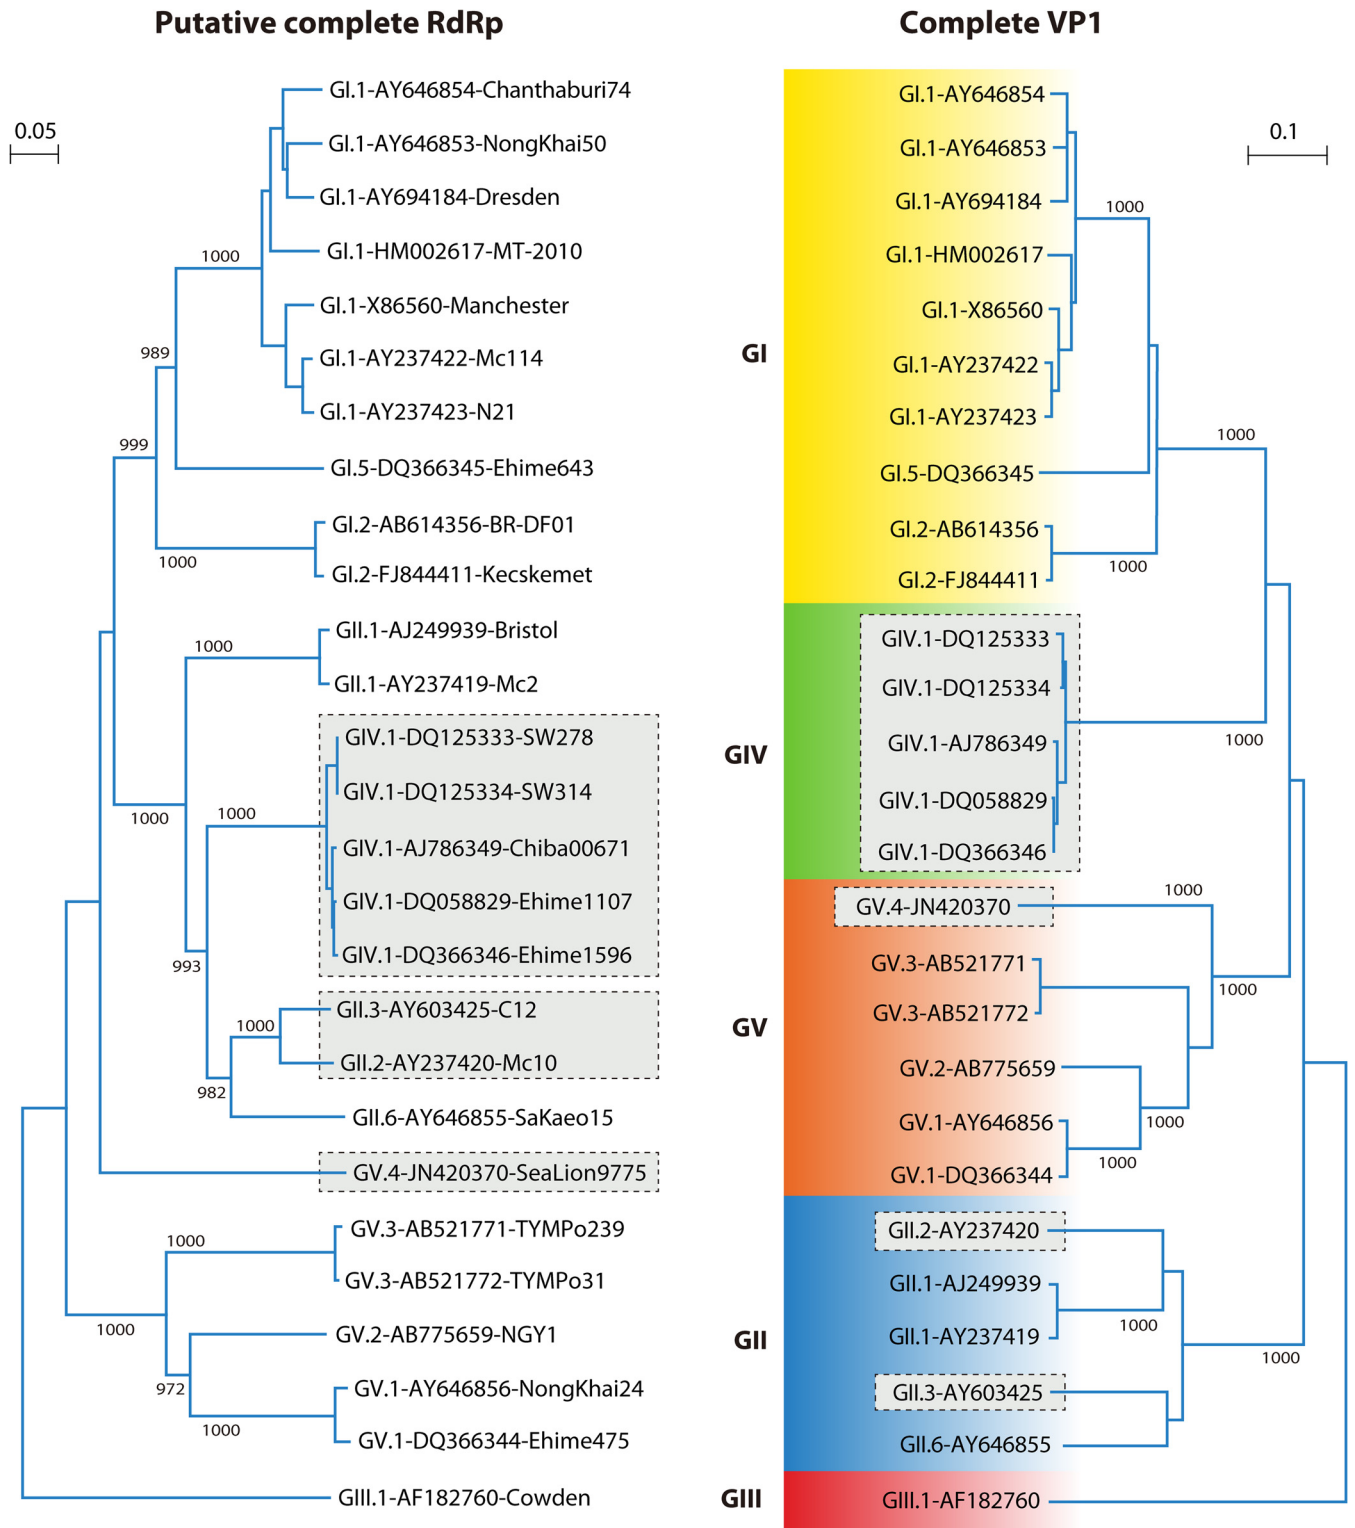 Putative complete RdRp
0.05
GI.1-AY646854-Chanthaburi74
GI.1-AY646853-NongKhai50
GI.1-AY694184-Dresden
GI.1-HM002617-MT-2010
1000
GI.1-X86560-Manchester
989
GI.1-AY237422-Mc114
GI.1-AY237423-N21
999
GI.5-DQ366345-Ehime643
GI.2-AB614356-BR-DF01
1000
GI.2-FJ844411-Kecskemet
GII.1-AJ249939-Bristol
1000
GII.1-AY237419-Mc2
GIV.1-DQ125333-SW278
GIV.1-DQ125334-SW314
1000
1000
GIV.1-AJ786349-Chiba00671
GIV.1-DQ058829-Ehime1107
GIV.1-DQ366346-Ehime1596
993
GII.3-AY603425-C12
1000
GII.2-AY237420-Mc10
982
GII.6-AY646855-SaKaeo15
GV.4-JN420370-SeaLion9775
GV.3-AB521771-TYMPo239
1000
GV.3-AB521772-TYMPo31
1000
GV.2-AB775659-NGY1
972
GV.1-AY646856-NongKhai24
1000
GV.1-DQ366344-Ehime475
GIII.1-AF182760-Cowden
Complete VP1
0.1
GI
GI.1-AY646854
GI.1-AY646853
GI.1-AY694184
1000
GI.1-HM002617
GI.1-X86560
GI.1-AY237422
GI.1-AY237423
1000
GI.5-DQ366345
GI.2-AB614356
1000
GI.2-FJ844411
GIV
GIV.1-DQ125333
GIV.1-DQ125334
GIV.1-AJ786349
1000
GIV.1-DQ058829
GIV.1-DQ366346
GV
1000
GV.4-JN420370
GV.3-AB521771
1000
GV.3-AB521772
GV.2-AB775659
GV.1-AY646856
1000
1000
GV.1-DQ366344
GII
GII.2-AY237420
GII.1-AJ249939
1000
GII.1-AY237419
1000
GII.3-AY603425
GII.6-AY646855
GIII
GIII.1-AF182760